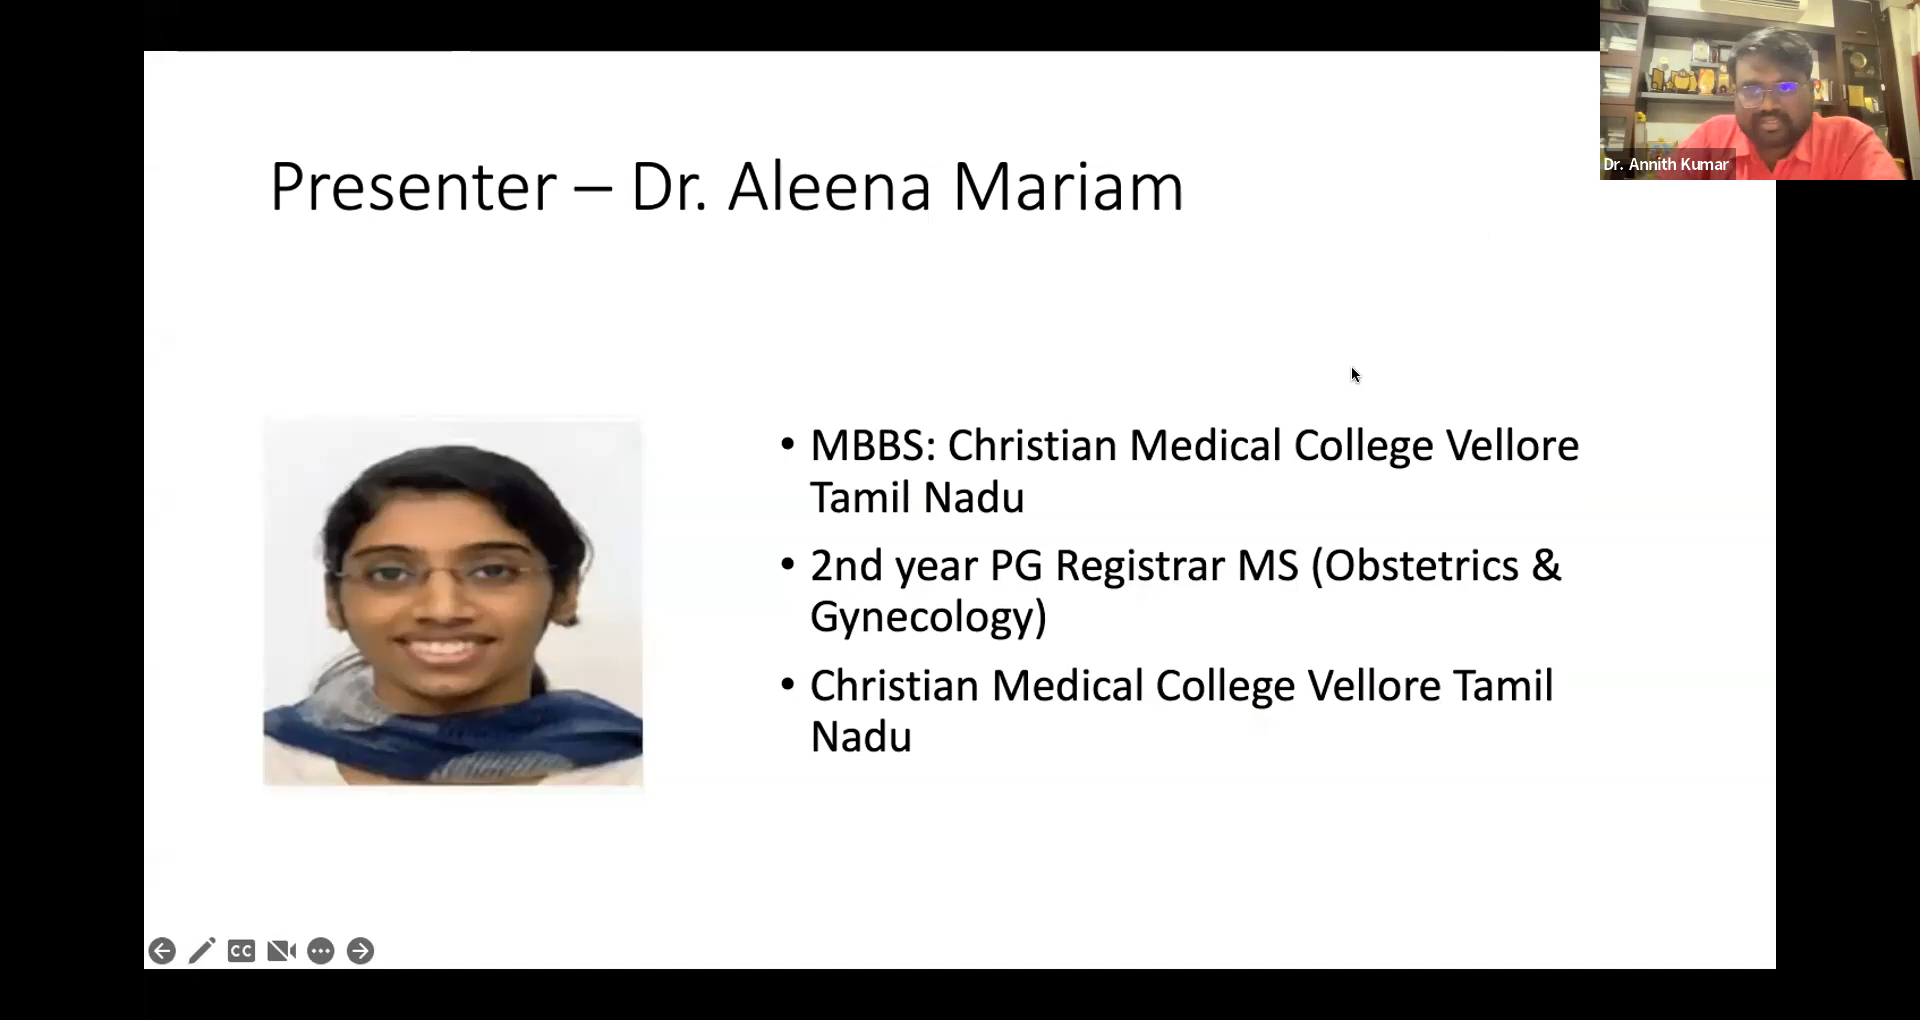 Presenter – Dr. Aleena Mariam
Dr. Annith Kumar
• MBBS: Christian Medical College Vellore
Tamil Nadu
• 2nd year PG Registrar MS (Obstetrics &
Gynecology)
• Christian Medical College Vellore Tamil
Nadu
CC